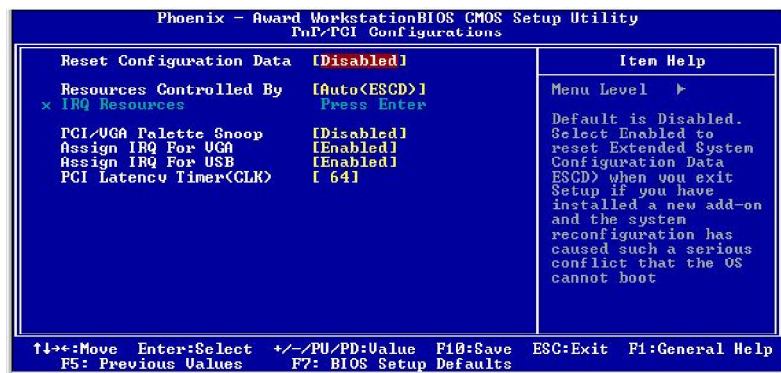 Phoenix - Award WorkstationBIOS CMOS Setup Utility
PnP/PCI Configurations
Reset Configuration Data [Disabled]
Resources Controlled By [Auto(ESCD)]
x IRQ Resources Press Enter
PCI/VGA Palette Snoop [Disabled]
Assign IRQ For VGA [Enabled]
Assign IRQ For USB [Enabled]
PCI Latency Timer(CLK) [ 64]
Item Help
Menu Level ▶
Default is Disabled.
Select Enabled to
reset Extended System
Configuration Data
ESCD) when you exit
Setup if you have
installed a new add-on
and the system
reconfiguration has
caused such a serious
conflict that the OS
cannot boot
↑↓→←:Move Enter:Select +/-/PU/PD:Value F10:Save ESC:Exit F1:General Help
F5: Previous Values F7: BIOS Setup Defaults